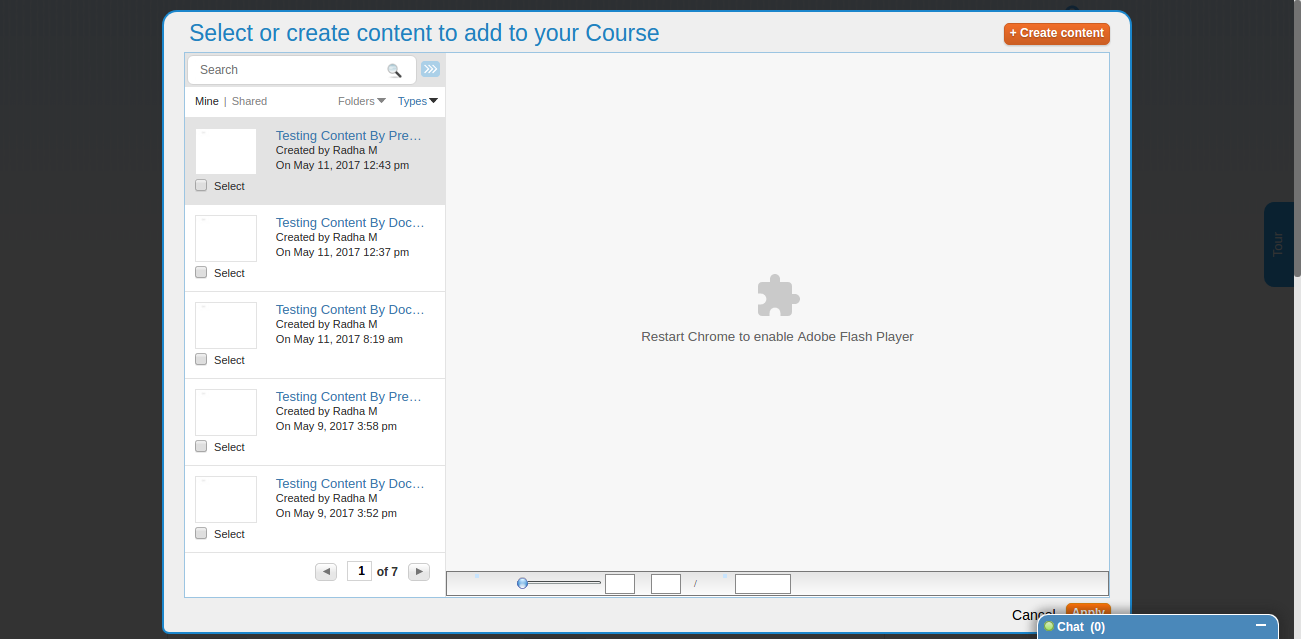 Select or create content to add to your Course
+ Create content
Search
Mine | Shared
Folders
Types
Testing Content By Pre...
Created by Radha M
On May 11, 2017 12:43 pm
Select
Testing Content By Doc...
Created by Radha M
On May 11, 2017 12:37 pm
Select
Testing Content By Doc...
Created by Radha M
On May 11, 2017 8:19 am
Select
Testing Content By Pre...
Created by Radha M
On May 9, 2017 3:58 pm
Select
Testing Content By Doc...
Created by Radha M
On May 9, 2017 3:52 pm
Select
1 of 7
Restart Chrome to enable Adobe Flash Player
/
Tour
Cancel
Apply
Chat (0)